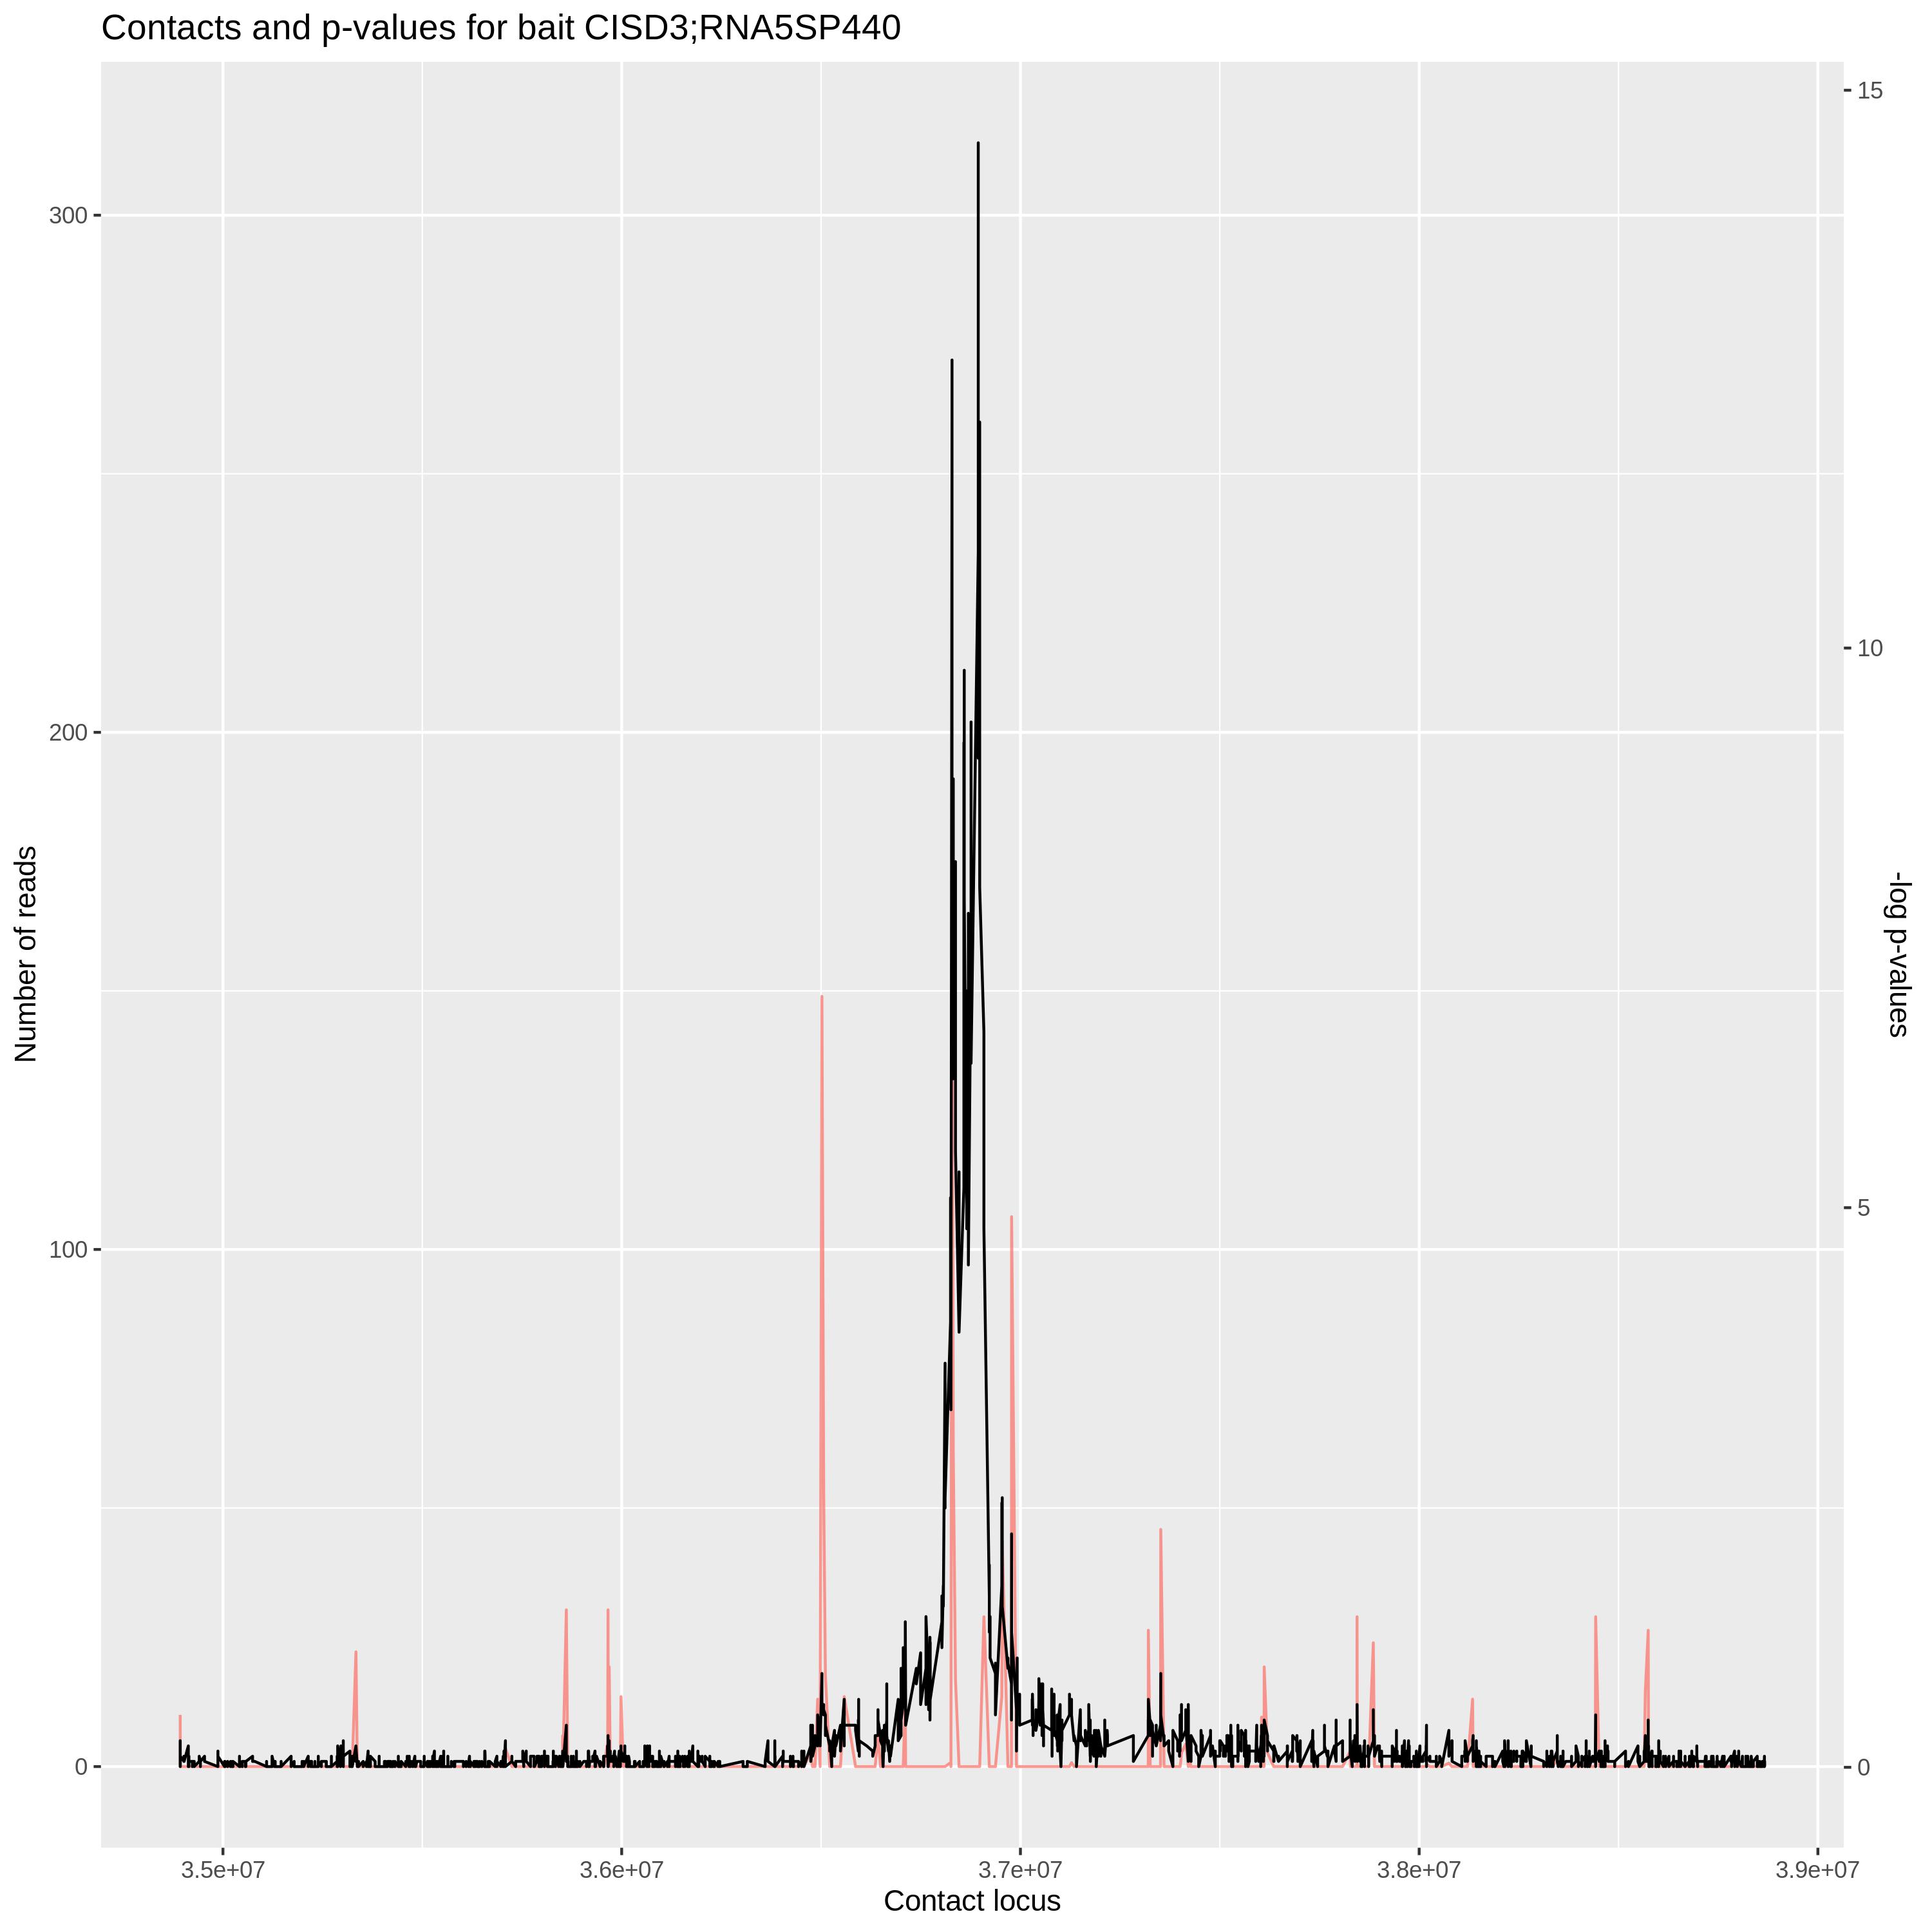 Contacts and p-values for bait CISD3;RNA5SP440
15
300
10
200
Number of reads
-log p-values
5
100
0
0
3.5e+07 3.6e+07 3.7e+07 3.8e+07 3.9e+07
Contact locus